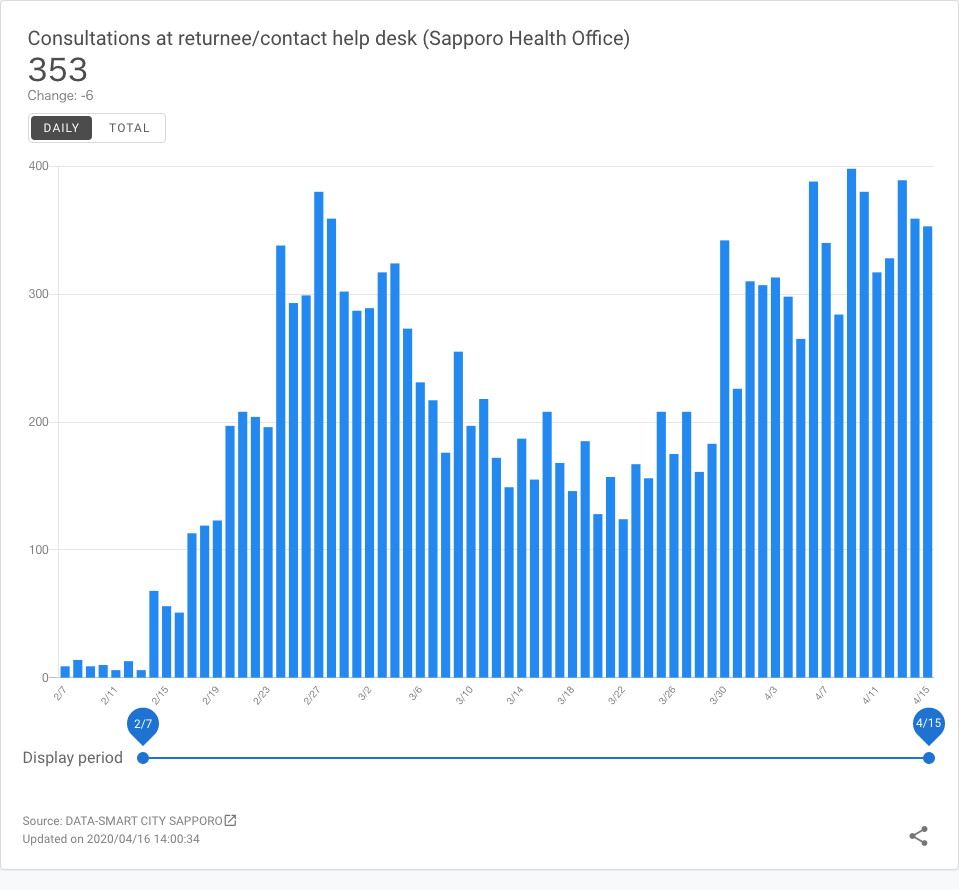 Consultations at returnee/contact help desk (Sapporo Health Office)
353
Change: -6
DAILY TOTAL
400
300
200
100
0
2/7 2/11 2/15 2/19 2/23 2/27 3/2 3/6 3/10 3/14 3/18 3/22 3/26 3/30 4/3 4/7 4/11 4/15
2/7 4/15
Display period
Source: DATA-SMART CITY SAPPORO
Updated on 2020/04/16 14:00:34